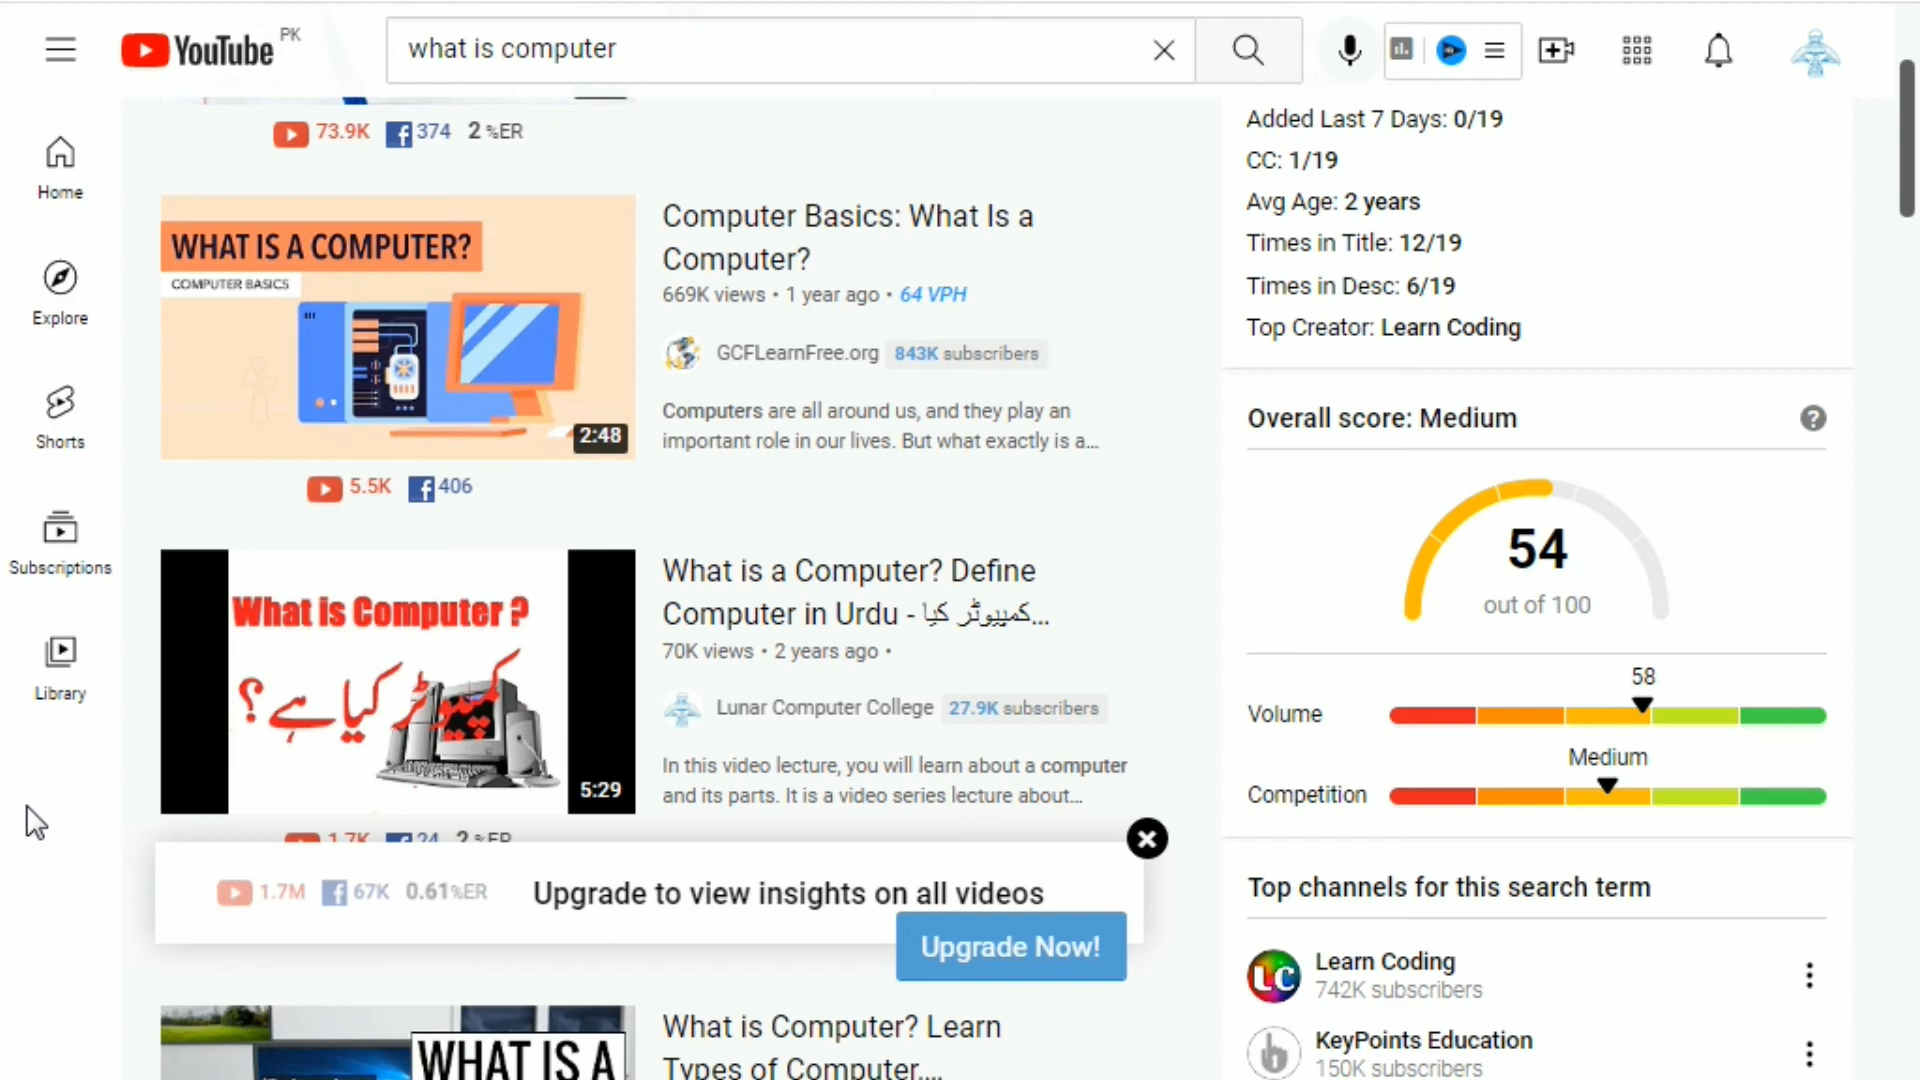 YouTube PK
what is computer
Home
Explore
Shorts
Subscriptions
Library
73.9K 374 2 %ER
WHAT IS A COMPUTER?
COMPUTER BASICS
2:48
Computer Basics: What Is a
Computer?
669K views • 1 year ago • 64 VPH
GCFLearnFree.org 843K subscribers
Computers are all around us, and they play an
important role in our lives. But what exactly is a...
5.5K 406
What is Computer ?
کمپیوٹر کیا ہے ؟
5:29
What is a Computer? Define
Computer in Urdu - کمپیوٹر کیا...
70K views • 2 years ago •
Lunar Computer College 27.9K subscribers
In this video lecture, you will learn about a computer
and its parts. It is a video series lecture about...
1.7K 24 2 %ER
1.7M 67K 0.61%ER
Upgrade to view insights on all videos
Upgrade Now!
WHAT IS A
What is Computer? Learn
Types of Computer....
Added Last 7 Days: 0/19
CC: 1/19
Avg Age: 2 years
Times in Title: 12/19
Times in Desc: 6/19
Top Creator: Learn Coding
Overall score: Medium
54
out of 100
58
Volume
Medium
Competition
Top channels for this search term
LC
Learn Coding
742K subscribers
KeyPoints Education
150K subscribers